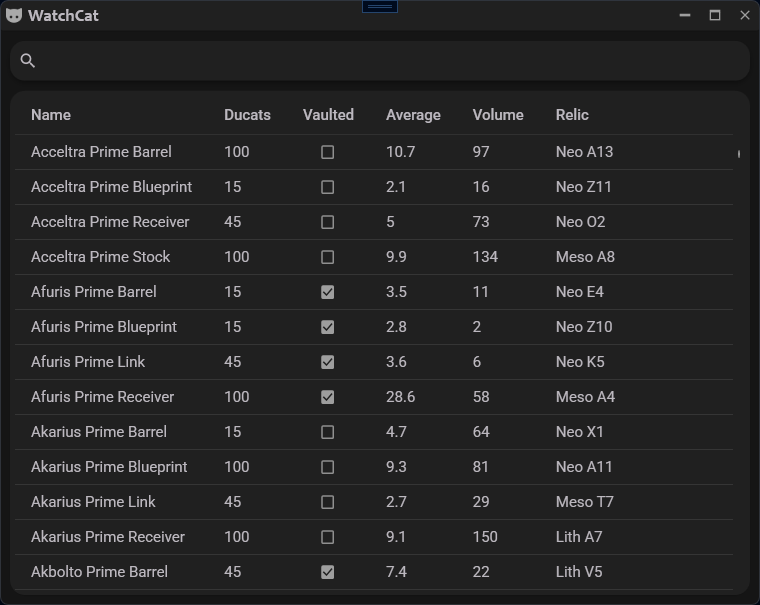 WatchCat
Name Ducats Vaulted Average Volume Relic
Acceltra Prime Barrel 100 10.7 97 Neo A13
Acceltra Prime Blueprint 15 2.1 16 Neo Z11
Acceltra Prime Receiver 45 5 73 Neo O2
Acceltra Prime Stock 100 9.9 134 Meso A8
Afuris Prime Barrel 15 3.5 11 Neo E4
Afuris Prime Blueprint 15 2.8 2 Neo Z10
Afuris Prime Link 45 3.6 6 Neo K5
Afuris Prime Receiver 100 28.6 58 Meso A4
Akarius Prime Barrel 15 4.7 64 Neo X1
Akarius Prime Blueprint 100 9.3 81 Neo A11
Akarius Prime Link 45 2.7 29 Meso T7
Akarius Prime Receiver 100 9.1 150 Lith A7
Akbolto Prime Barrel 45 7.4 22 Lith V5